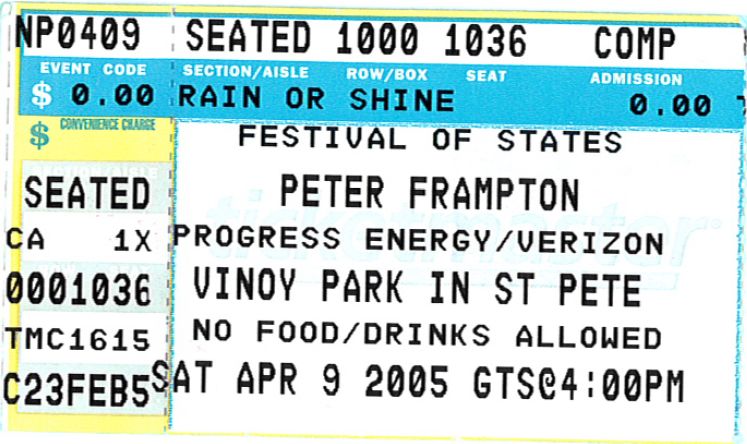 NP0409 SEATED 1000 1036 COMP
EVENT CODE SECTION/AISLE ROW/BOX SEAT ADMISSION
$ 0.00 RAIN OR SHINE 0.00
$ CONVENIENCE CHARGE FESTIVAL OF STATES
SEATED PETER FRAMPTON
ticketmaster
CA 1X PROGRESS ENERGY/VERIZON
0001036 VINOY PARK IN ST PETE
TMC1615 NO FOOD/DRINKS ALLOWED
C23FEB5 SAT APR 9 2005 GTS@4:00PM